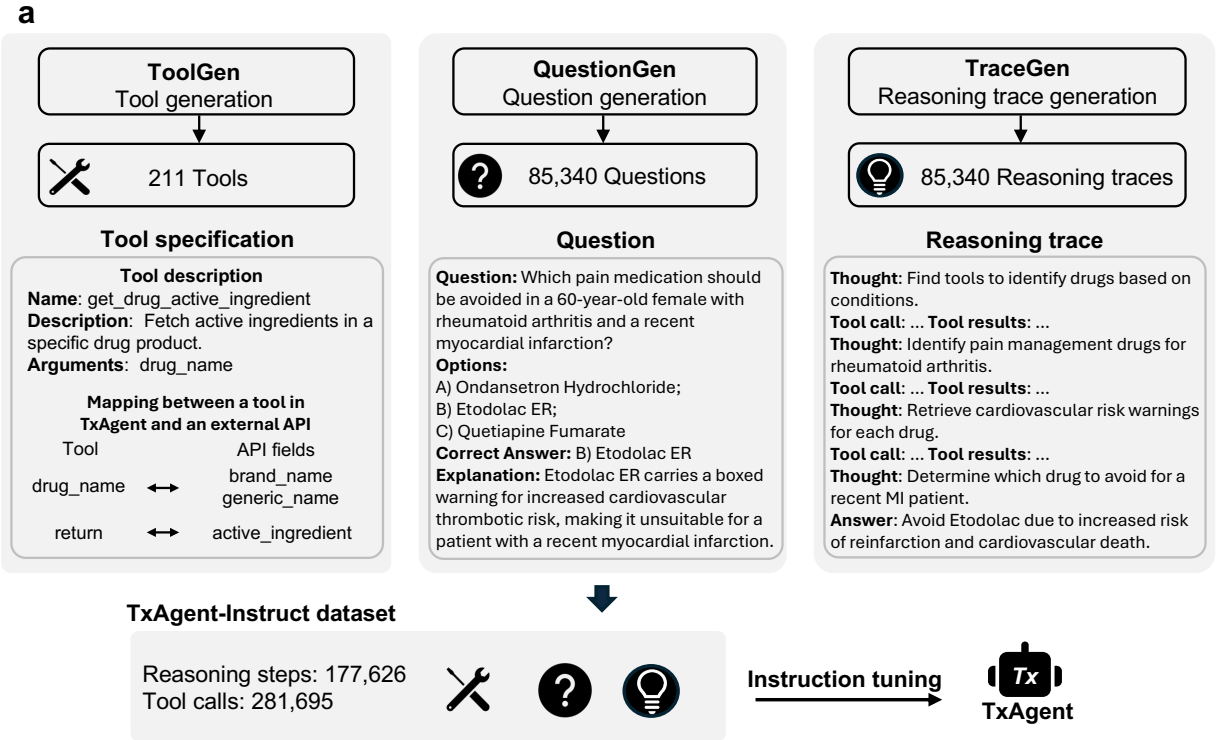 a
ToolGen
Tool generation
211 Tools
Tool specification
Tool description
Name: get_drug_active_ingredient
Description: Fetch active ingredients in a
specific drug product.
Arguments: drug_name
Mapping between a tool in
TxAgent and an external API
Tool API fields
drug_name brand_name
generic_name
return active_ingredient
QuestionGen
Question generation
85,340 Questions
Question
Question: Which pain medication should
be avoided in a 60-year-old female with
rheumatoid arthritis and a recent
myocardial infarction?
Options:
A) Ondansetron Hydrochloride;
B) Etodolac ER;
C) Quetiapine Fumarate
Correct Answer: B) Etodolac ER
Explanation: Etodolac ER carries a boxed
warning for increased cardiovascular
thrombotic risk, making it unsuitable for a
patient with a recent myocardial infarction.
TraceGen
Reasoning trace generation
85,340 Reasoning traces
Reasoning trace
Thought: Find tools to identify drugs based on
conditions.
Tool call: ... Tool results: ...
Thought: Identify pain management drugs for
rheumatoid arthritis.
Tool call: ... Tool results: ...
Thought: Retrieve cardiovascular risk warnings
for each drug.
Tool call: ... Tool results: ...
Thought: Determine which drug to avoid for a
recent MI patient.
Answer: Avoid Etodolac due to increased risk
of reinfarction and cardiovascular death.
TxAgent-Instruct dataset
Reasoning steps: 177,626
Tool calls: 281,695
Instruction tuning
Tx
TxAgent